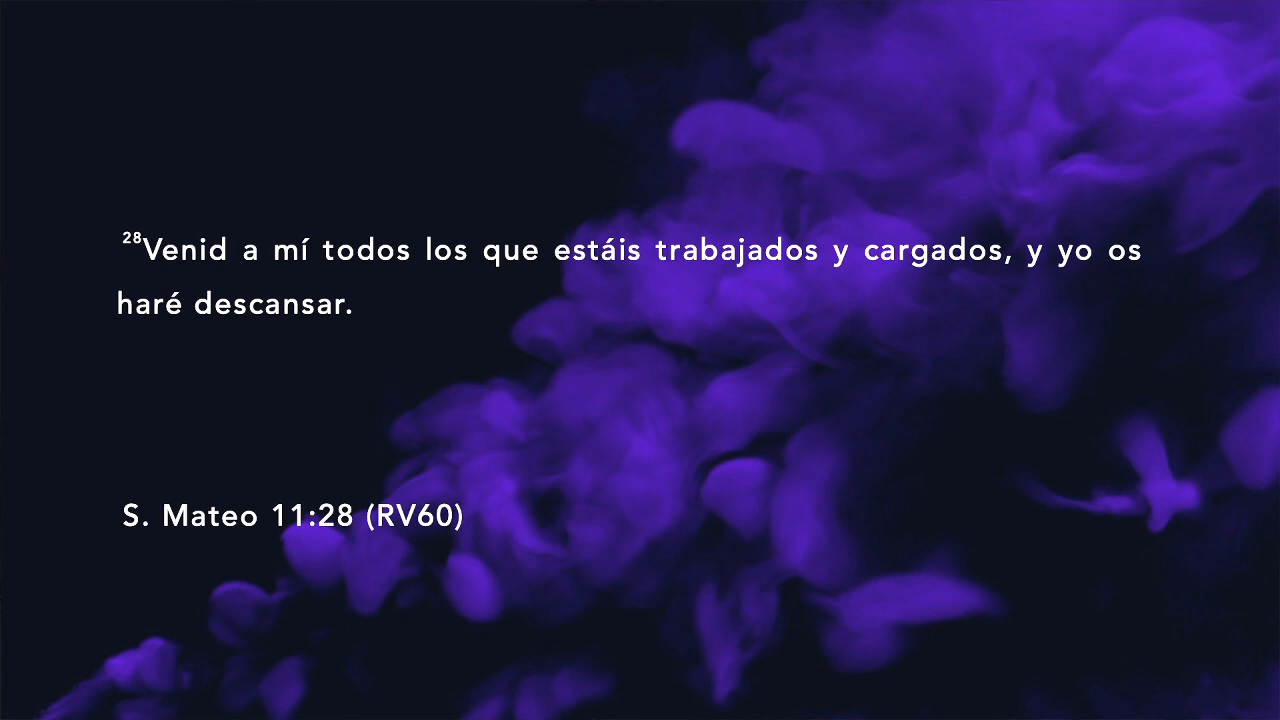 ²⁸Venid a mí todos los que estáis trabajados y cargados, y yo os
haré descansar.
S. Mateo 11:28 (RV60)